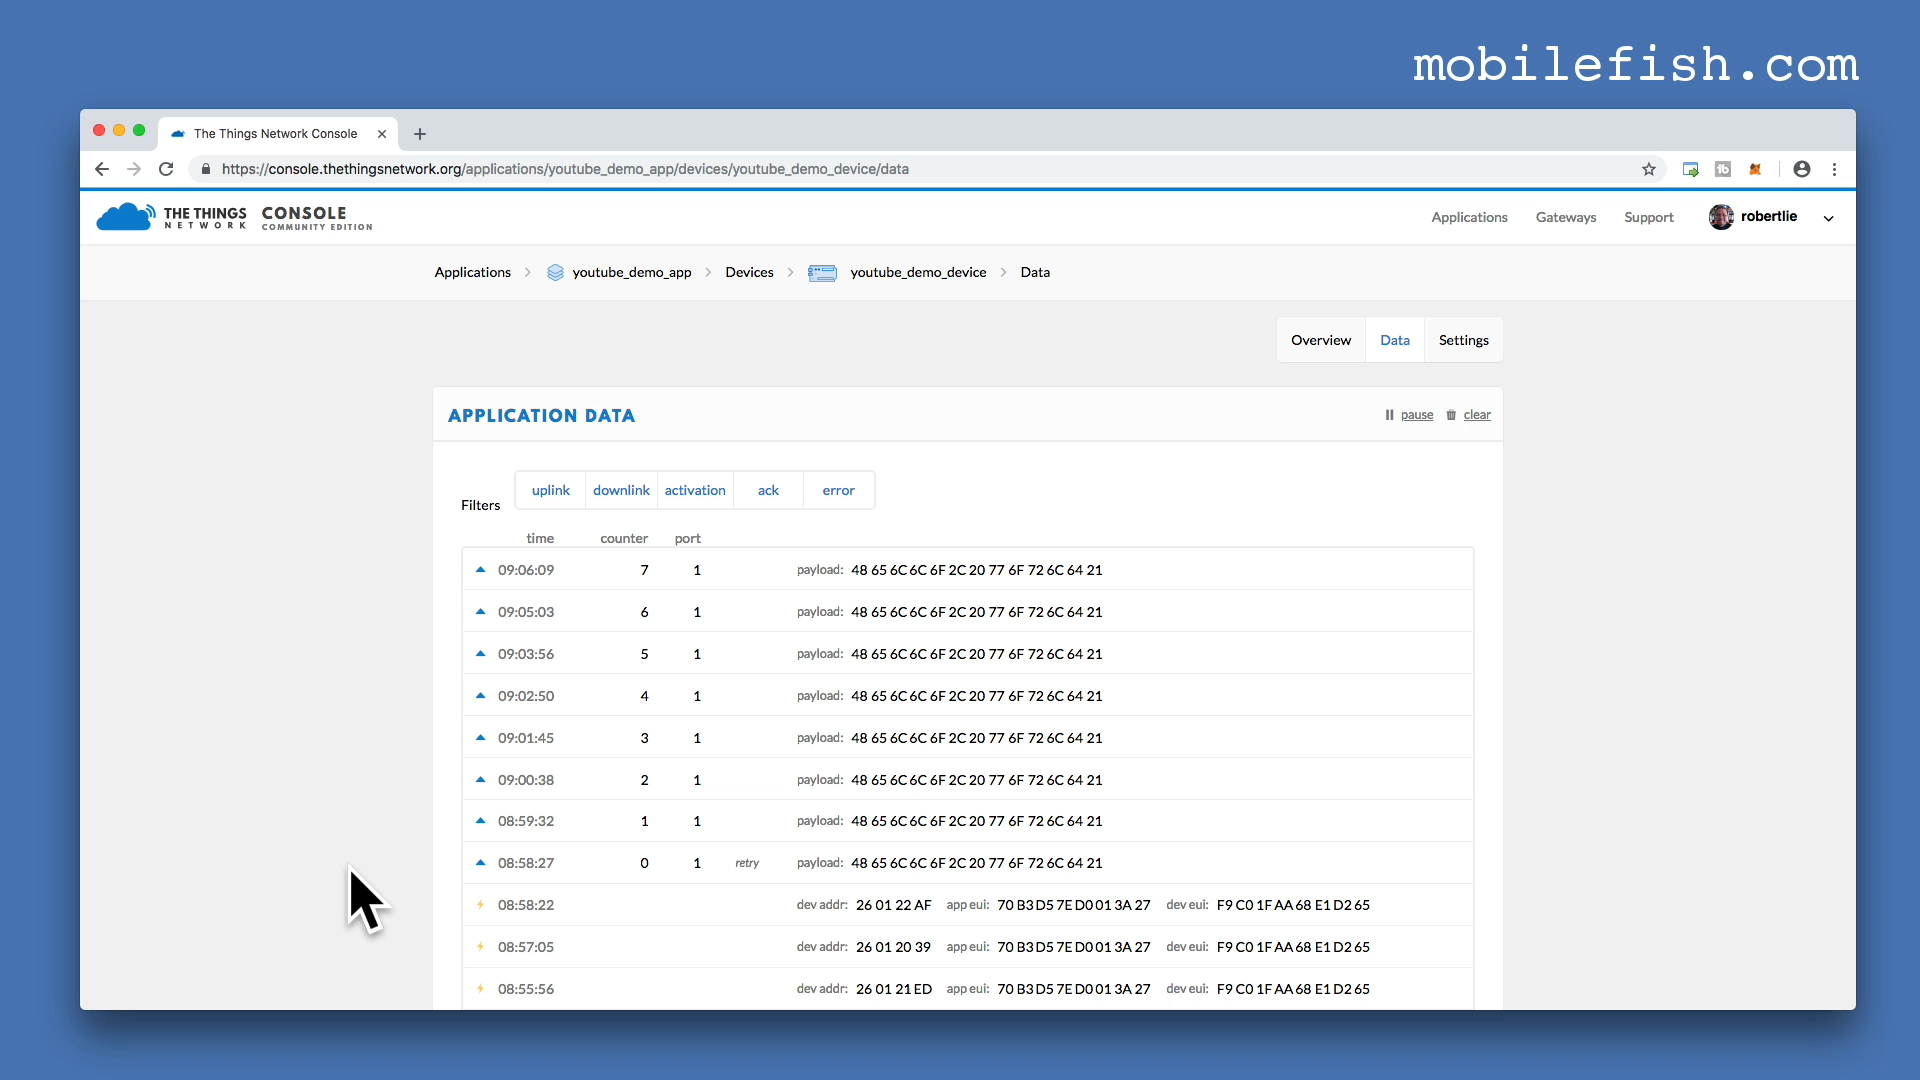 mobilefish.com
The Things Network Console
https://console.thethingsnetwork.org/applications/youtube_demo_app/devices/youtube_demo_device/data
THE THINGS NETWORK CONSOLE COMMUNITY EDITION
Applications Gateways Support robertlie
Applications youtube_demo_app Devices youtube_demo_device Data
Overview Data Settings
APPLICATION DATA pause clear
Filters uplink downlink activation ack error
time counter port
09:06:09 7 1 payload: 48 65 6C 6C 6F 2C 20 77 6F 72 6C 64 21
09:05:03 6 1 payload: 48 65 6C 6C 6F 2C 20 77 6F 72 6C 64 21
09:03:56 5 1 payload: 48 65 6C 6C 6F 2C 20 77 6F 72 6C 64 21
09:02:50 4 1 payload: 48 65 6C 6C 6F 2C 20 77 6F 72 6C 64 21
09:01:45 3 1 payload: 48 65 6C 6C 6F 2C 20 77 6F 72 6C 64 21
09:00:38 2 1 payload: 48 65 6C 6C 6F 2C 20 77 6F 72 6C 64 21
08:59:32 1 1 payload: 48 65 6C 6C 6F 2C 20 77 6F 72 6C 64 21
08:58:27 0 1 retry payload: 48 65 6C 6C 6F 2C 20 77 6F 72 6C 64 21
08:58:22 dev addr: 26 01 22 AF app eui: 70 B3 D5 7E D0 01 3A 27 dev eui: F9 C0 1F AA 68 E1 D2 65
08:57:05 dev addr: 26 01 20 39 app eui: 70 B3 D5 7E D0 01 3A 27 dev eui: F9 C0 1F AA 68 E1 D2 65
08:55:56 dev addr: 26 01 21 ED app eui: 70 B3 D5 7E D0 01 3A 27 dev eui: F9 C0 1F AA 68 E1 D2 65